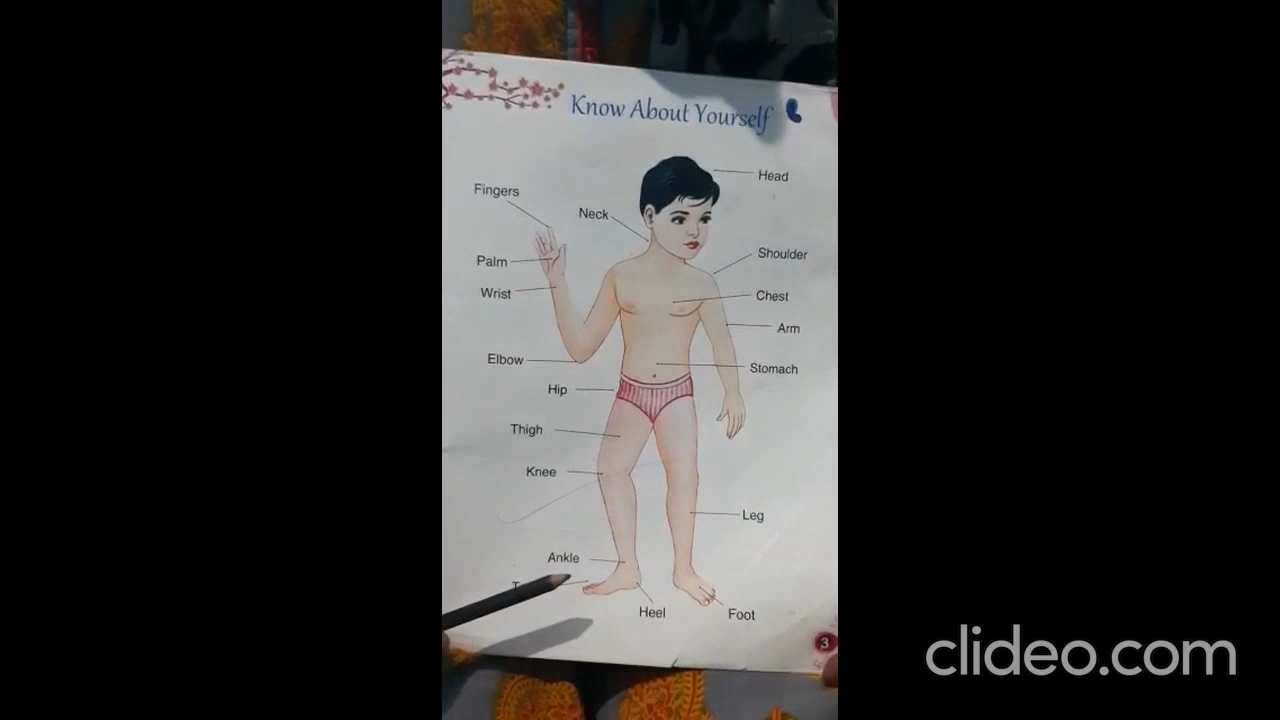 Know About Yourself
Head
Fingers
Neck
Shoulder
Palm
Wrist
Chest
Arm
Elbow
Stomach
Hip
Thigh
Knee
Leg
Ankle
Heel
Foot
3
clideo.com